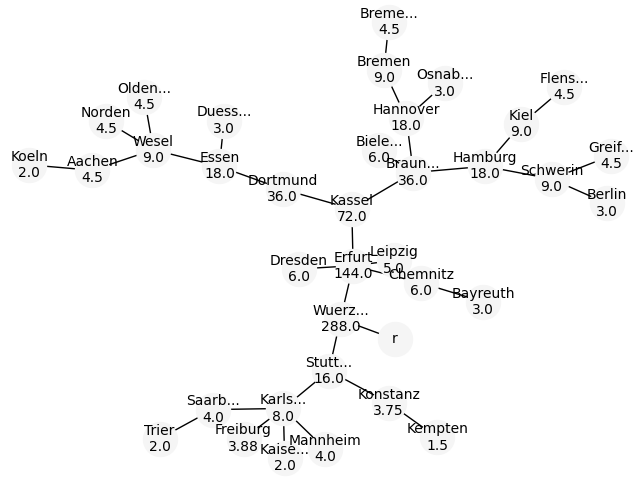 Breme...
4.5
Bremen
9.0
Osnab...
3.0
Flens...
4.5
Olden...
4.5
Norden
4.5
Duess...
3.0
Hannover
18.0
Kiel
9.0
Koeln
2.0
Aachen
4.5
Wesel
9.0
Essen
18.0
Biele...
6.0
Braun...
36.0
Hamburg
18.0
Schwerin
9.0
Greif...
4.5
Berlin
3.0
Dortmund
36.0
Kassel
72.0
Dresden
6.0
Erfurt
144.0
Leipzig
5.0
Chemnitz
6.0
Bayreuth
3.0
Wuerz...
288.0
r
Stutt...
16.0
Saarb...
4.0
Karls...
8.0
Konstanz
3.75
Trier
2.0
Freiburg
3.88
Kaise...
2.0
Mannheim
4.0
Kempten
1.5